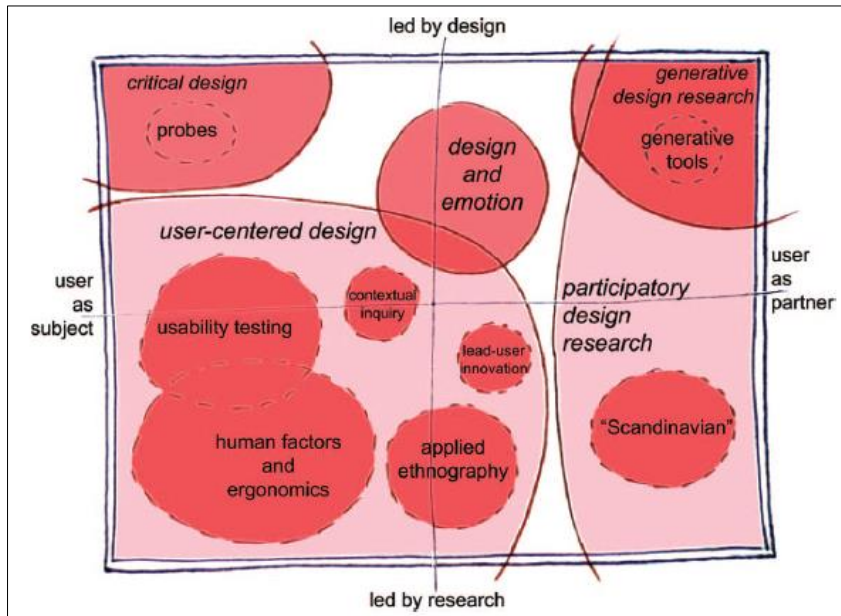 led by design
critical design
probes
generative
design research
generative
tools
design
and
emotion
user-centered design
user
as
subject
contextual
inquiry
usability testing
participatory
design
research
user
as
partner
lead-user
innovation
human factors
and
ergonomics
applied
ethnography
“Scandinavian”
led by research